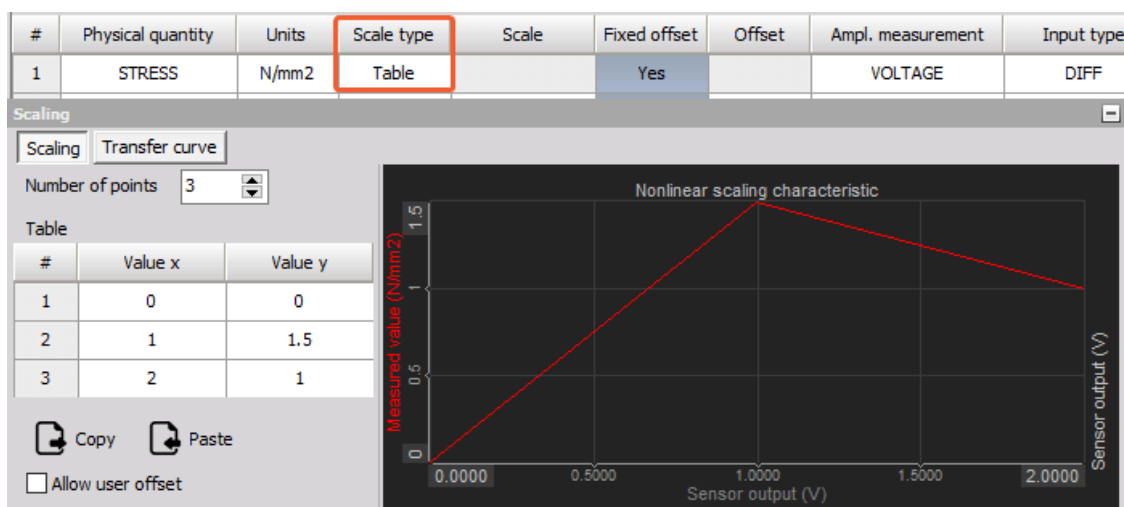 # Physical quantity Units Scale type Scale Fixed offset Offset Ampl. measurement Input type
1 STRESS N/mm2 Table Yes VOLTAGE DIFF
Scaling
Scaling Transfer curve
Number of points 3
Table
# Value x Value y
1 0 0
2 1 1.5
3 2 1
Copy Paste
Allow user offset
Nonlinear scaling characteristic
Measured value (N/mm2)
1.5
1
0.5
0
0.0000 0.5000 1.0000 1.5000 2.0000
Sensor output (V)
Sensor output (V)